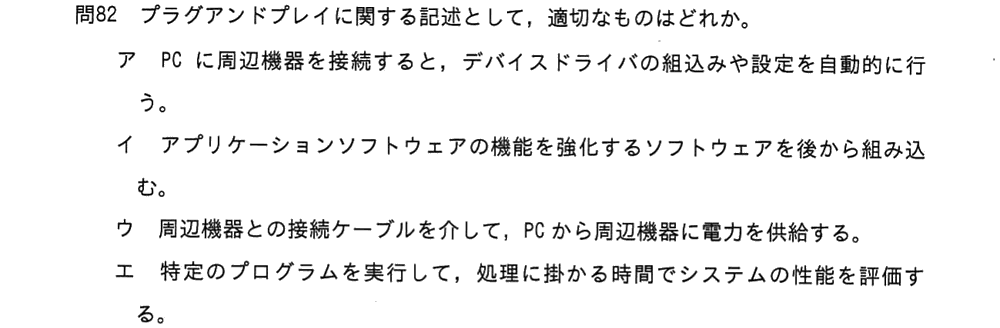 問82　プラグアンドプレイに関する記述として，適切なものはどれか。
ア　PC に周辺機器を接続すると，デバイスドライバの組込みや設定を自動的に行
う。
イ　アプリケーションソフトウェアの機能を強化するソフトウェアを後から組み込
む。
ウ　周辺機器との接続ケーブルを介して，PC から周辺機器に電力を供給する。
エ　特定のプログラムを実行して，処理に掛かる時間でシステムの性能を評価す
る。